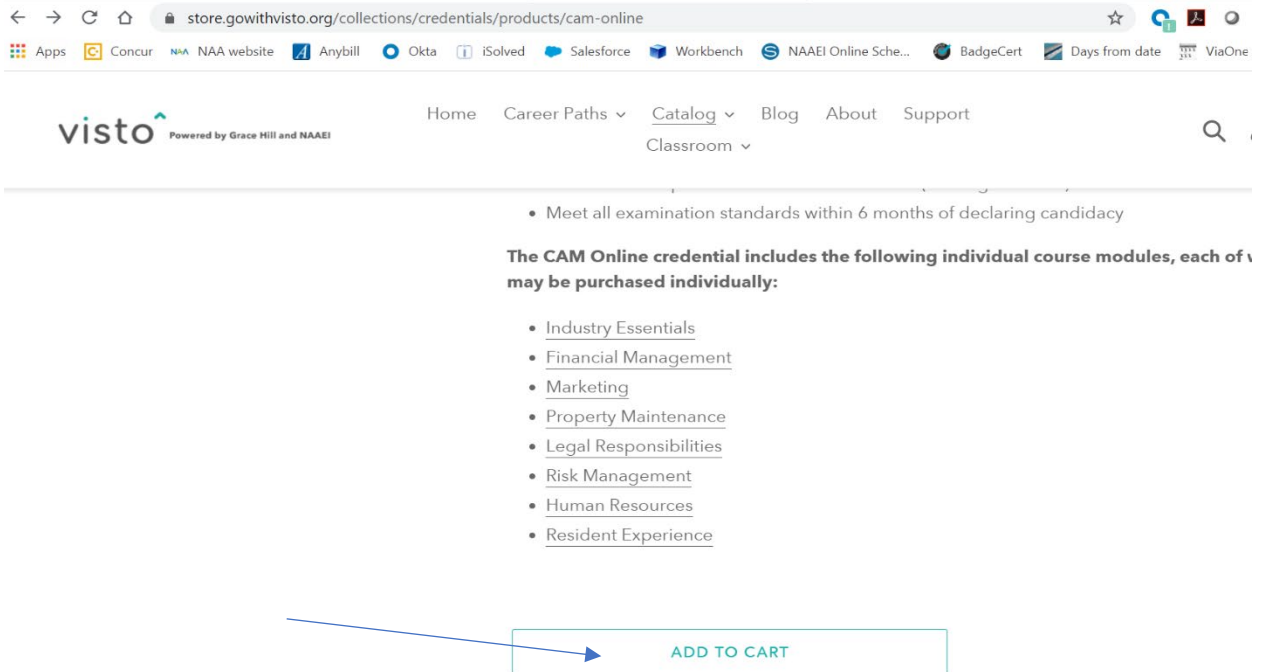 store.gowithvisto.org/collections/credentials/products/cam-online
Apps C- Concur NAA NAA website Anybill Okta iSolved Salesforce Workbench S NAAEI Online Sche... BadgeCert Days from date ViaOne
visto Powered by Grace Hill and NAAEI
Home Career Paths Catalog Blog About Support
Classroom
• Meet all examination standards within 6 months of declaring candidacy
The CAM Online credential includes the following individual course modules, each of
may be purchased individually:
• Industry Essentials
• Financial Management
• Marketing
• Property Maintenance
• Legal Responsibilities
• Risk Management
• Human Resources
• Resident Experience
ADD TO CART